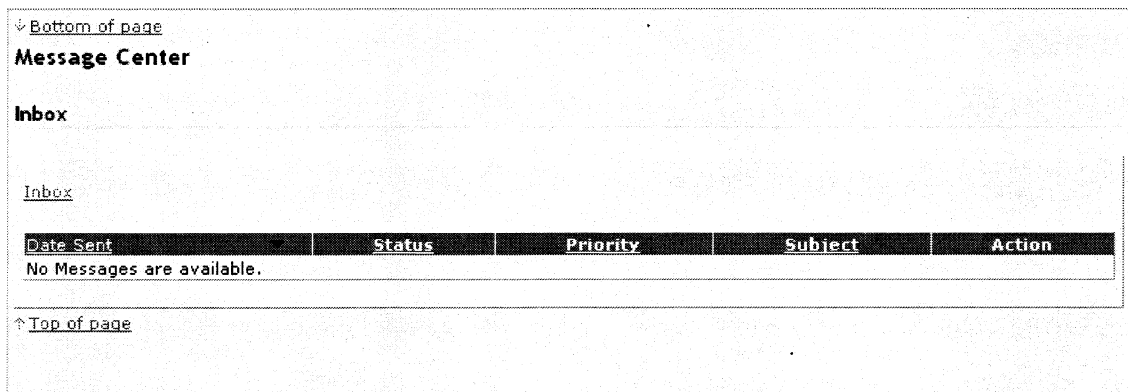 ↓ Bottom of page
Message Center
Inbox
Inbox
Date Sent Status Priority Subject Action
No Messages are available.
↑ Top of page